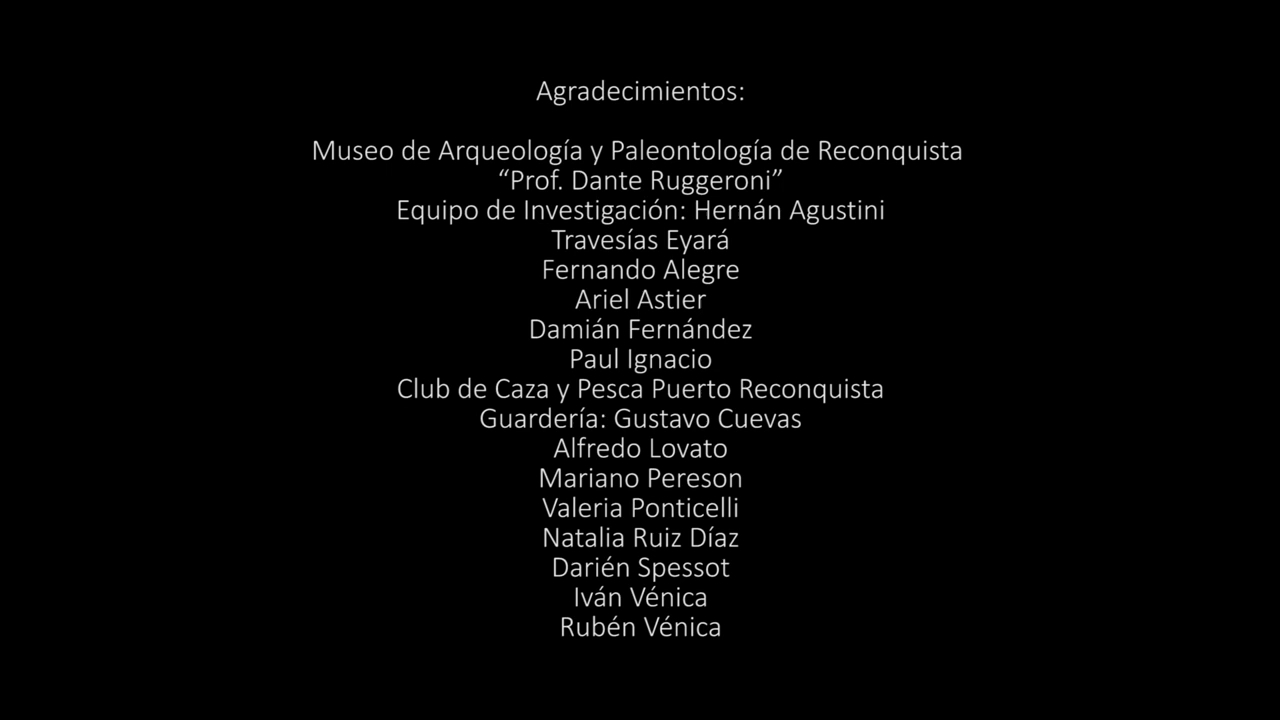 Agradecimientos:
Museo de Arqueología y Paleontología de Reconquista
“Prof. Dante Ruggeroni”
Equipo de Investigación: Hernán Agustini
Travesías Eyará
Fernando Alegre
Ariel Astier
Damián Fernández
Paul Ignacio
Club de Caza y Pesca Puerto Reconquista
Guardería: Gustavo Cuevas
Alfredo Lovato
Mariano Pereson
Valeria Ponticelli
Natalia Ruiz Díaz
Darién Spessot
Iván Vénica
Rubén Vénica